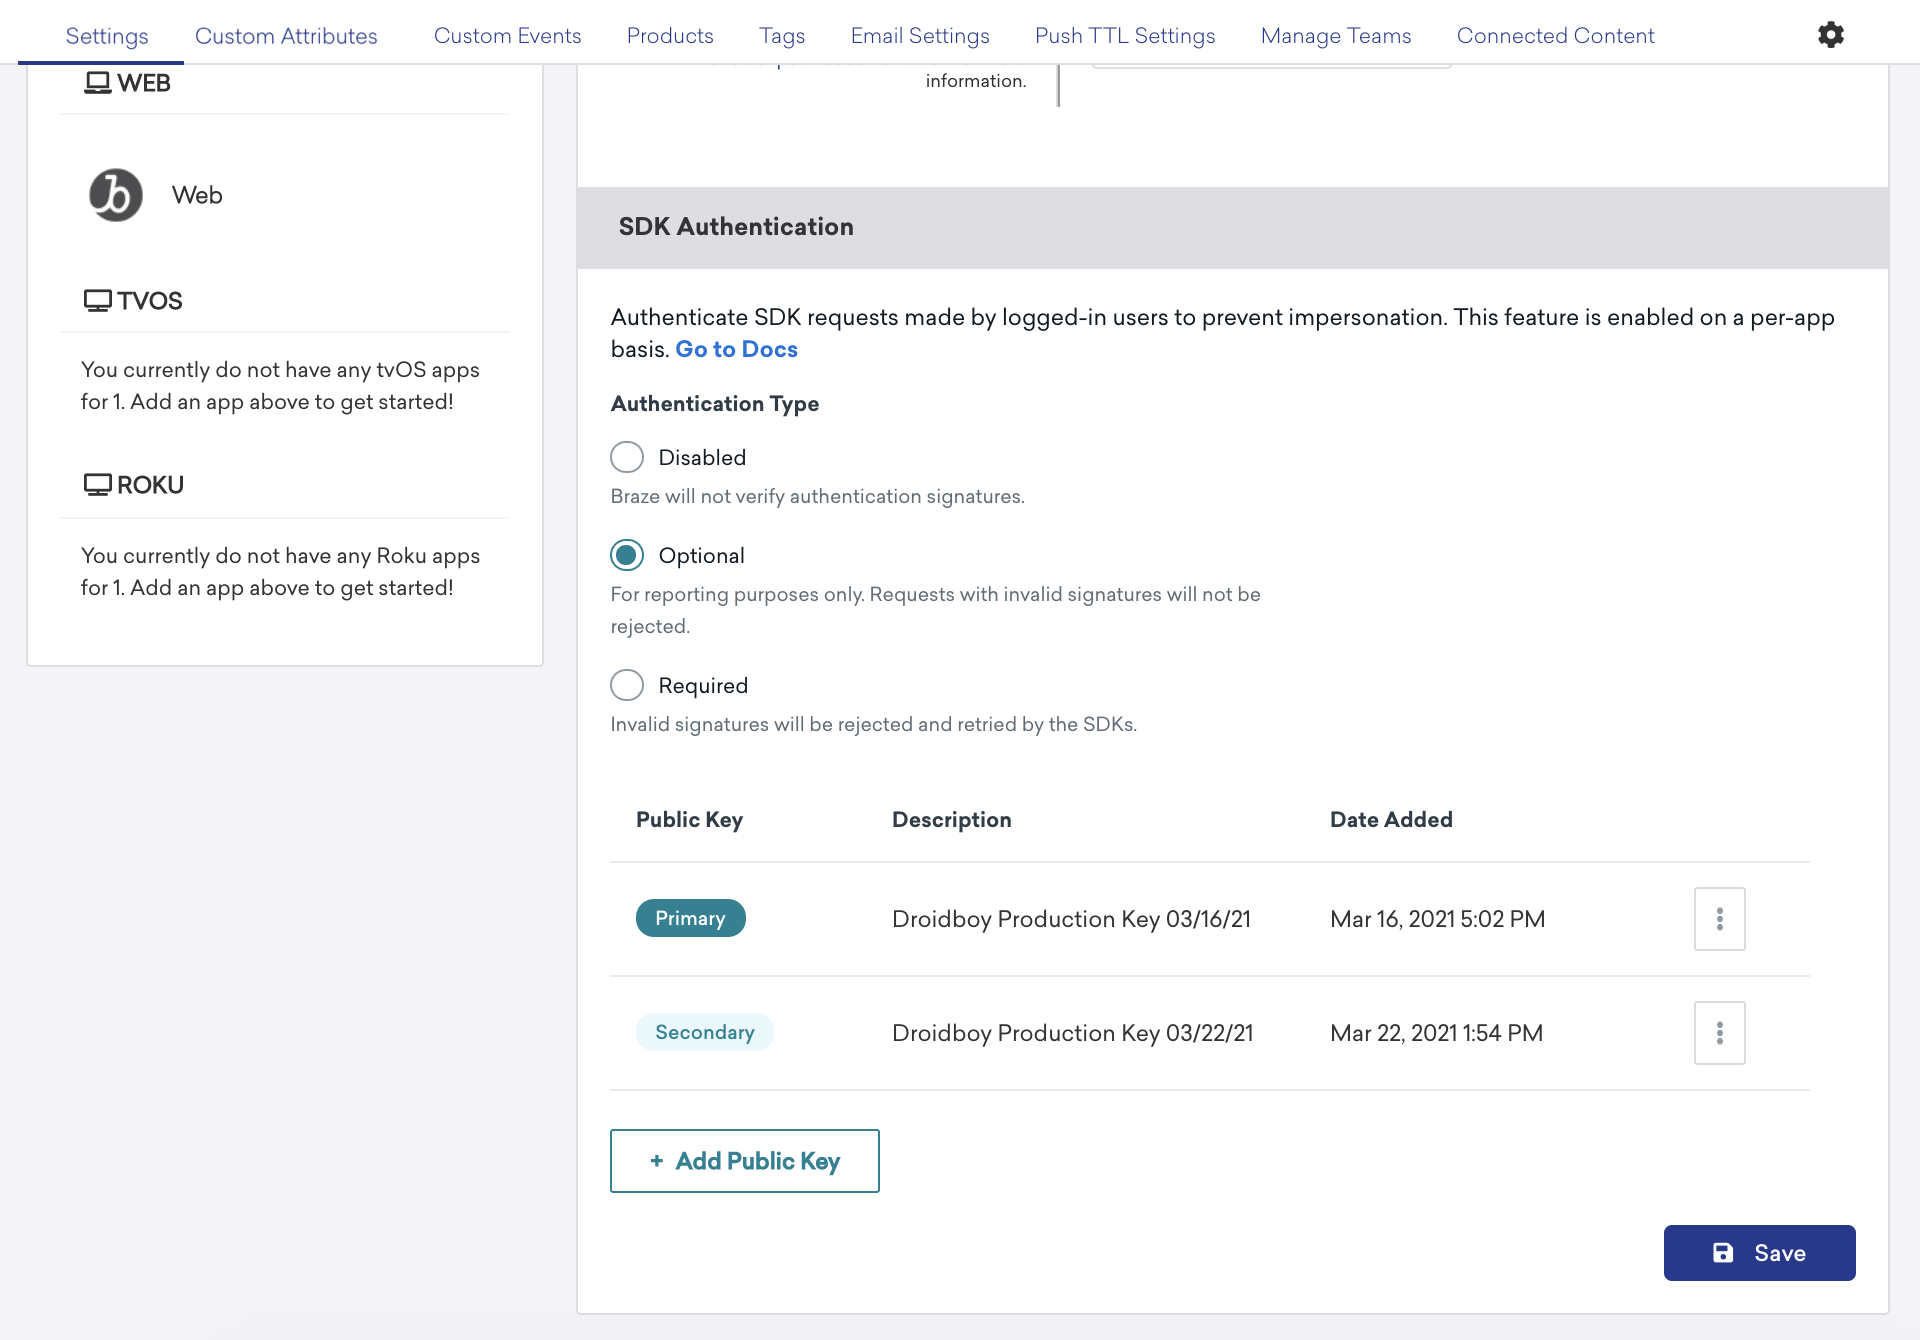 Settings Custom Attributes Custom Events Products Tags Email Settings Push TTL Settings Manage Teams Connected Content
WEB
Web
TVOS
You currently do not have any tvOS apps
for 1. Add an app above to get started!
ROKU
You currently do not have any Roku apps
for 1. Add an app above to get started!
information.
SDK Authentication
Authenticate SDK requests made by logged-in users to prevent impersonation. This feature is enabled on a per-app
basis. Go to Docs
Authentication Type
Disabled
Braze will not verify authentication signatures.
Optional
For reporting purposes only. Requests with invalid signatures will not be
rejected.
Required
Invalid signatures will be rejected and retried by the SDKs.
Public Key Description Date Added
Primary Droidboy Production Key 03/16/21 Mar 16, 2021 5:02 PM
Secondary Droidboy Production Key 03/22/21 Mar 22, 2021 1:54 PM
+ Add Public Key
Save